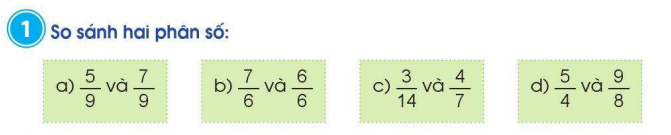 1 So sánh hai phân số:
a) 5/9 và 7/9 b) 7/6 và 6/6 c) 3/14 và 4/7 d) 5/4 và 9/8